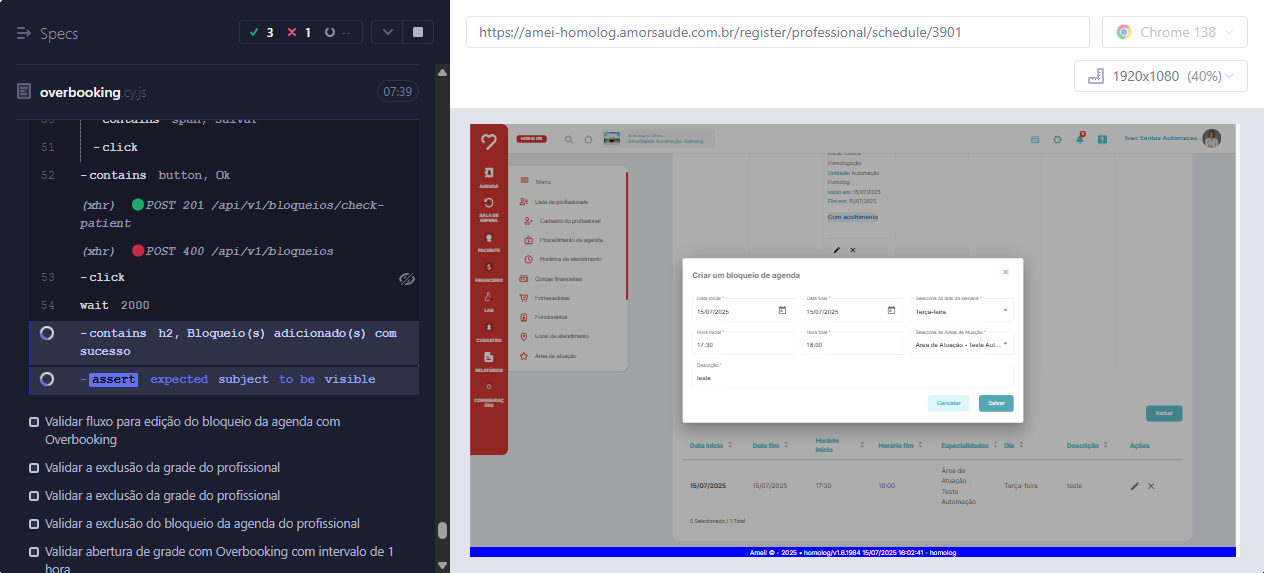 Specs
3
1
--
overbooking.cy.js
07:39
51
-click
52
-contains button, Ok
(xhr) POST 201 /api/v1/bloqueios/check-
patient
(xhr) POST 400 /api/v1/bloqueios
53
-click
54
wait 2000
-contains h2, Bloqueio(s) adicionado(s) com
sucesso
-assert expected subject to be visible
Validar fluxo para edição do bloqueio da agenda com
Overbooking
Validar a exclusão da grade do profissional
Validar a exclusão da grade do profissional
Validar a exclusão do bloqueio da agenda do profissional
Validar abertura de grade com Overbooking com intervalo de 1
hora
https://amei-homolog.amorsaude.com.br/register/professional/schedule/3901
Chrome 138
1920x1080 (40%)
HOMOLOG
AmorSaúde Automação Homolog
Ivan Santos Automaçao
AGENDA
SALA DE
ESPERA
PACIENTE
FINANCEIRO
LAB
CADASTRO
RELATÓRIOS
CONFIGURAÇ
ÕES
Menu
Lista de profissionais
Cadastro do profissional
Procedimento de agenda
Horários de atendimento
Contas financeiras
Fornecedores
Funcionários
Local de atendimento
Área de atuação
Homologação
Unidade: Automação
Homolog
Início em: 15/07/2025
Fim em: 15/07/2025
Com acolhimento
Criar um bloqueio de agenda
Data inicial *
15/07/2025
Data final *
15/07/2025
Selecione os dias da semana *
Terça-feira
Hora inicial *
17:30
Hora final *
18:00
Selecione as Áreas de Atuação *
Área de Atuação - Teste Aut...
Descrição *
teste
Cancelar
Salvar
Incluir
Data início
Data fim
Horário
início
Horário fim
Especialidades
Dia
Descrição
Ações
15/07/2025
15/07/2025
17:30
18:00
Área de
Atuação -
Teste
Automação
Terça-feira
teste
0 Selecionado / 1 Total
Amei! © - 2025 • homolog/v1.6.1984 15/07/2025 16:02:41 - homolog